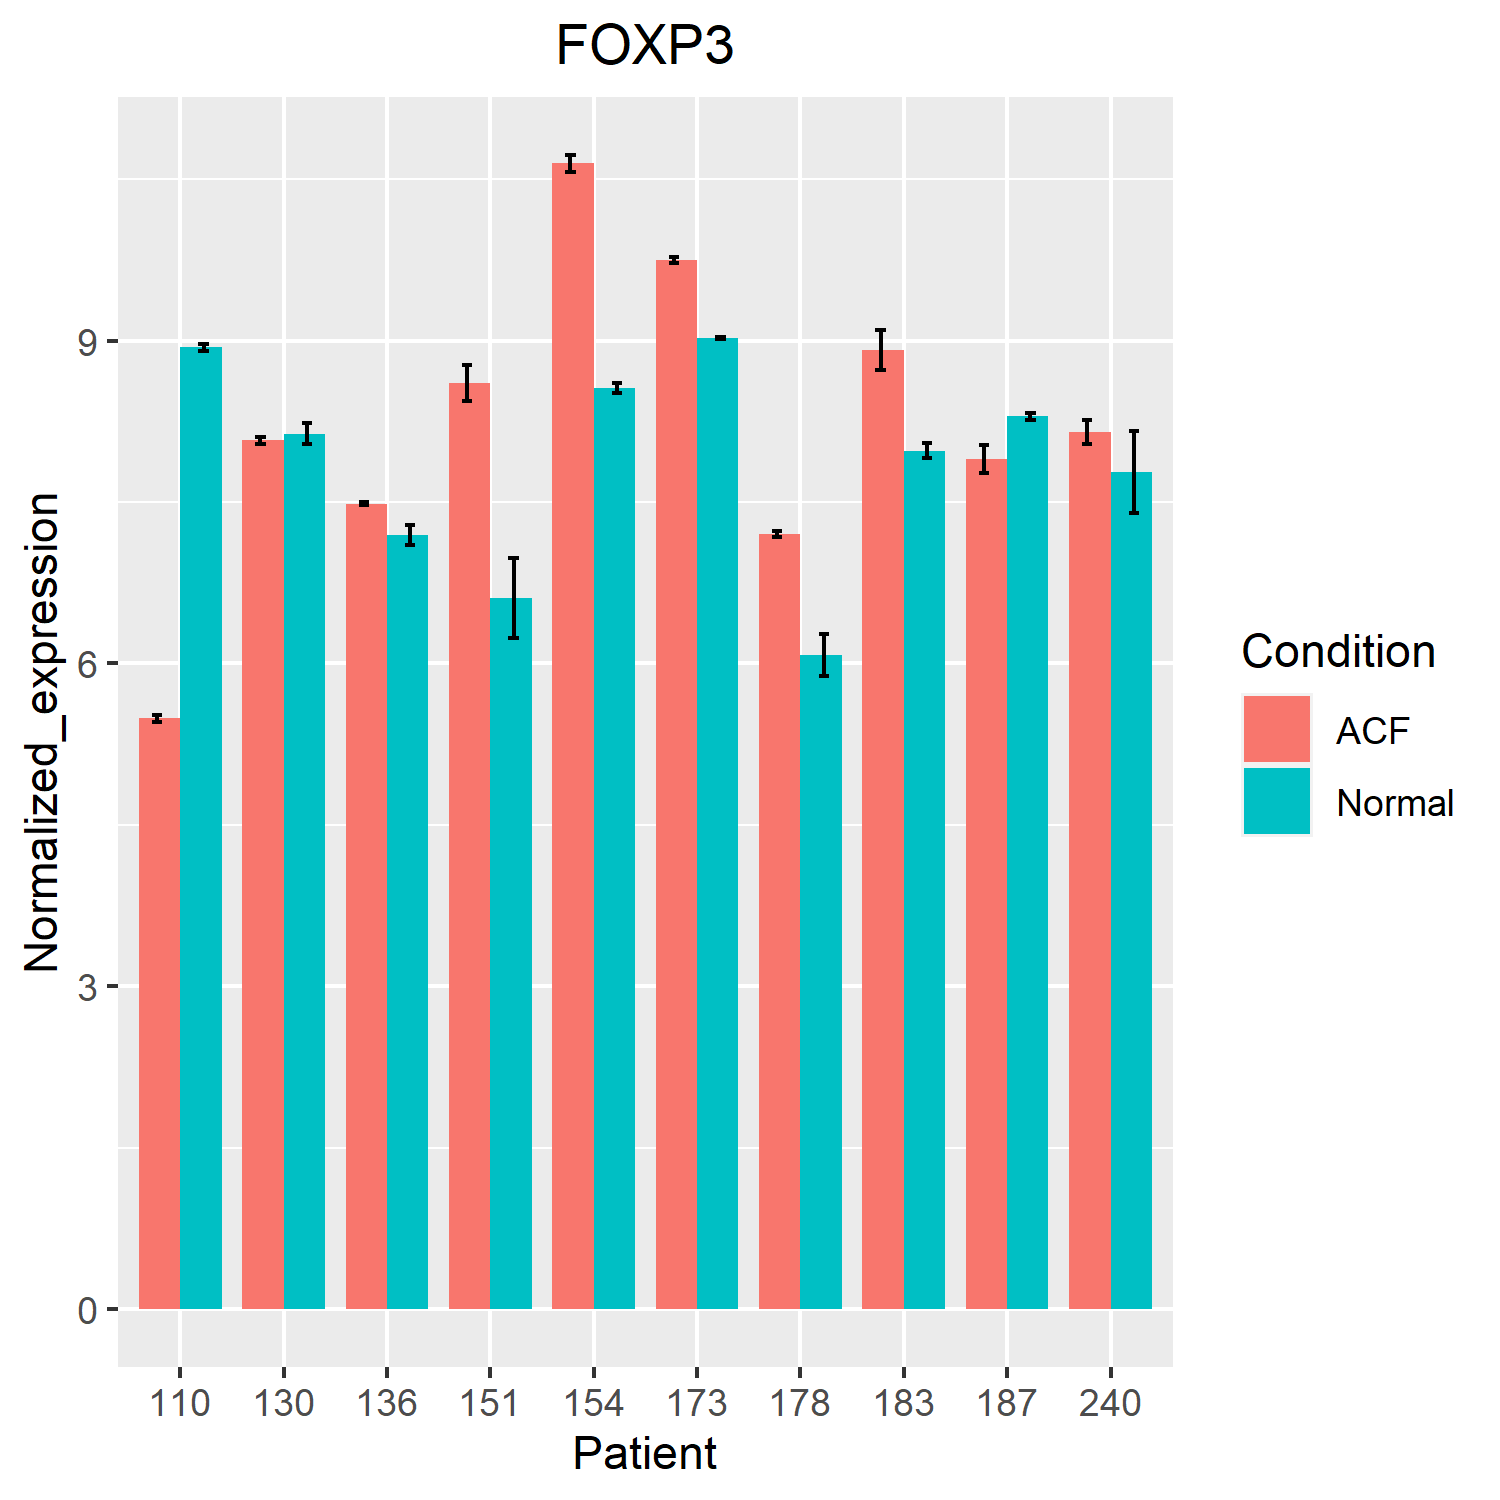 FOXP3
Normalized_expression
9
6
3
0
110 130 136 151 154 173 178 183 187 240
Patient
Condition
ACF
Normal